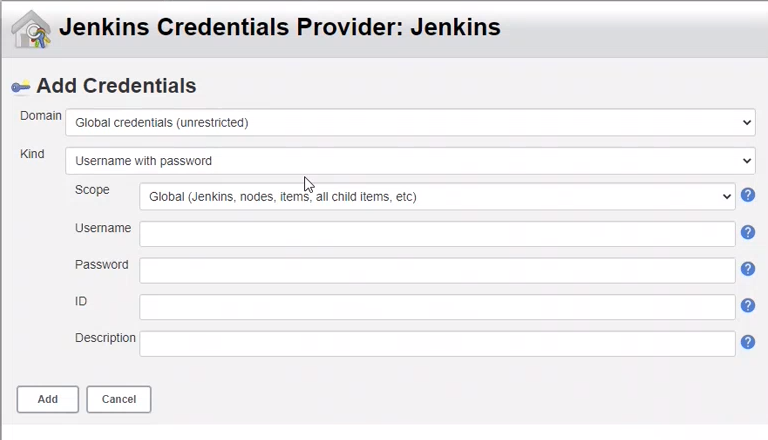 Jenkins Credentials Provider: Jenkins
Add Credentials
Domain
Global credentials (unrestricted)
Kind
Username with password
Scope
Global (Jenkins, nodes, items, all child items, etc)
?
Username
?
Password
?
ID
?
Description
?
Add
Cancel